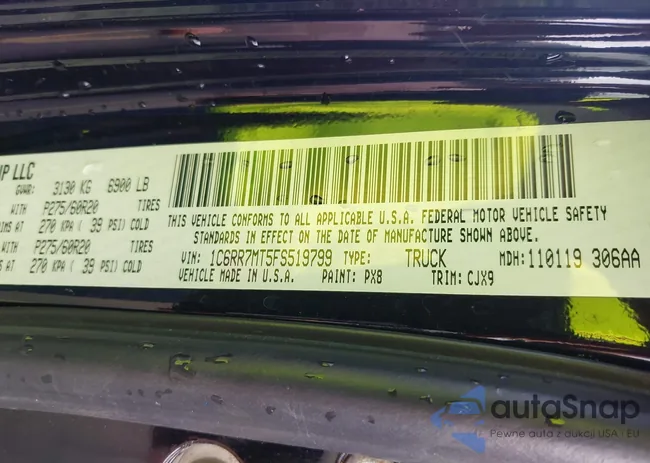 LLC
GVWR: 3130 KG 6900 LB
WITH P275/60R20 TIRES
AT 270 KPA ( 39 PSI) COLD
WITH P275/60R20 TIRES
AT 270 KPA ( 39 PSI) COLD
THIS VEHICLE CONFORMS TO ALL APPLICABLE U.S.A. FEDERAL MOTOR VEHICLE SAFETY
STANDARDS IN EFFECT ON THE DATE OF MANUFACTURE SHOWN ABOVE.
VIN: 1C6RR7MT5FS519799 TYPE: TRUCK MDH: 110119 306AA
VEHICLE MADE IN U.S.A. PAINT: PX8 TRIM: CJX9
autoSnap
Pewne auta z aukcji USA i EU